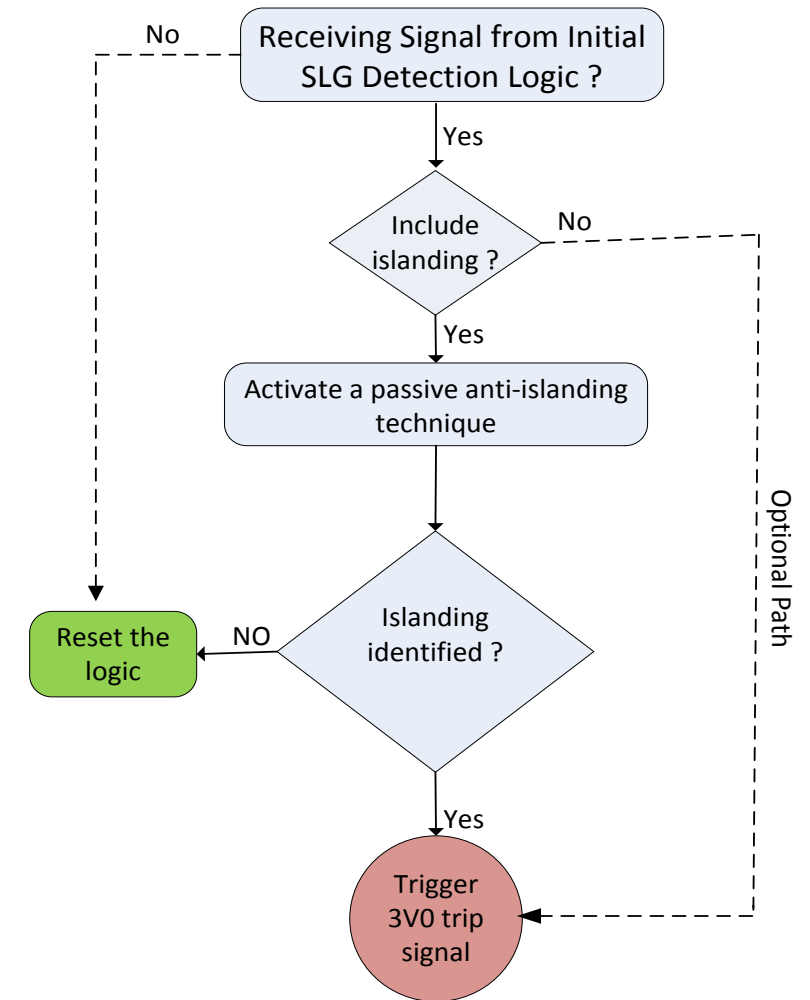 No
Receiving Signal from Initial
SLG Detection Logic ?
Yes
Include
islanding ?
No
Yes
Activate a passive anti-islanding
technique
Optional Path
Islanding
identified ?
NO
Reset the
logic
Yes
Trigger
3V0 trip
signal